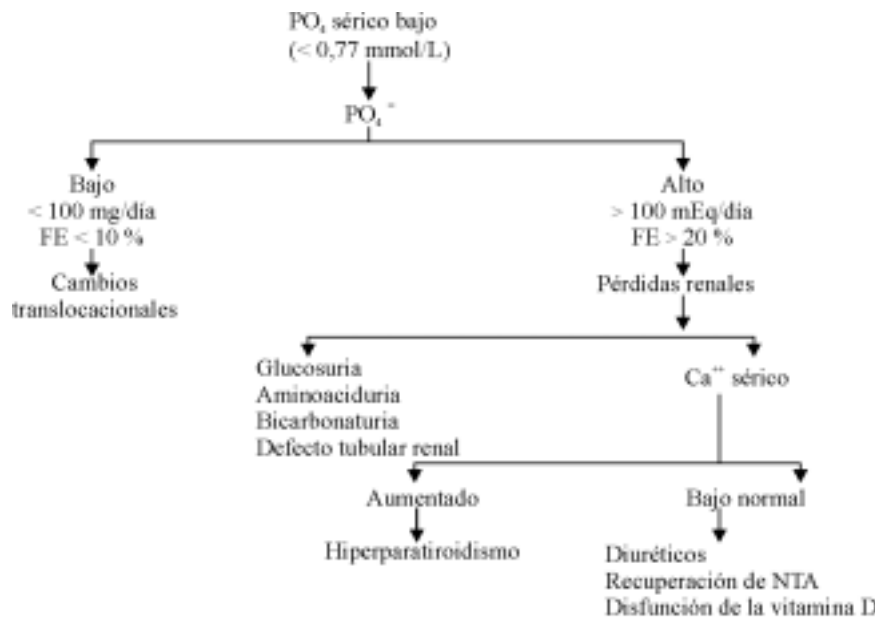 PO₄ sérico bajo
(< 0,77 mmol/L)
PO₄ ⁼
Bajo
< 100 mg/día
FE < 10 %
Alto
> 100 mEq/día
FE > 20 %
Cambios
translocacionales
Pérdidas renales
Glucosuria
Aminoaciduria
Bicarbonaturia
Defecto tubular renal
Ca⁺⁺ sérico
Aumentado
Bajo normal
Hiperparatiroidismo
Diuréticos
Recuperación de NTA
Disfunción de la vitamina D